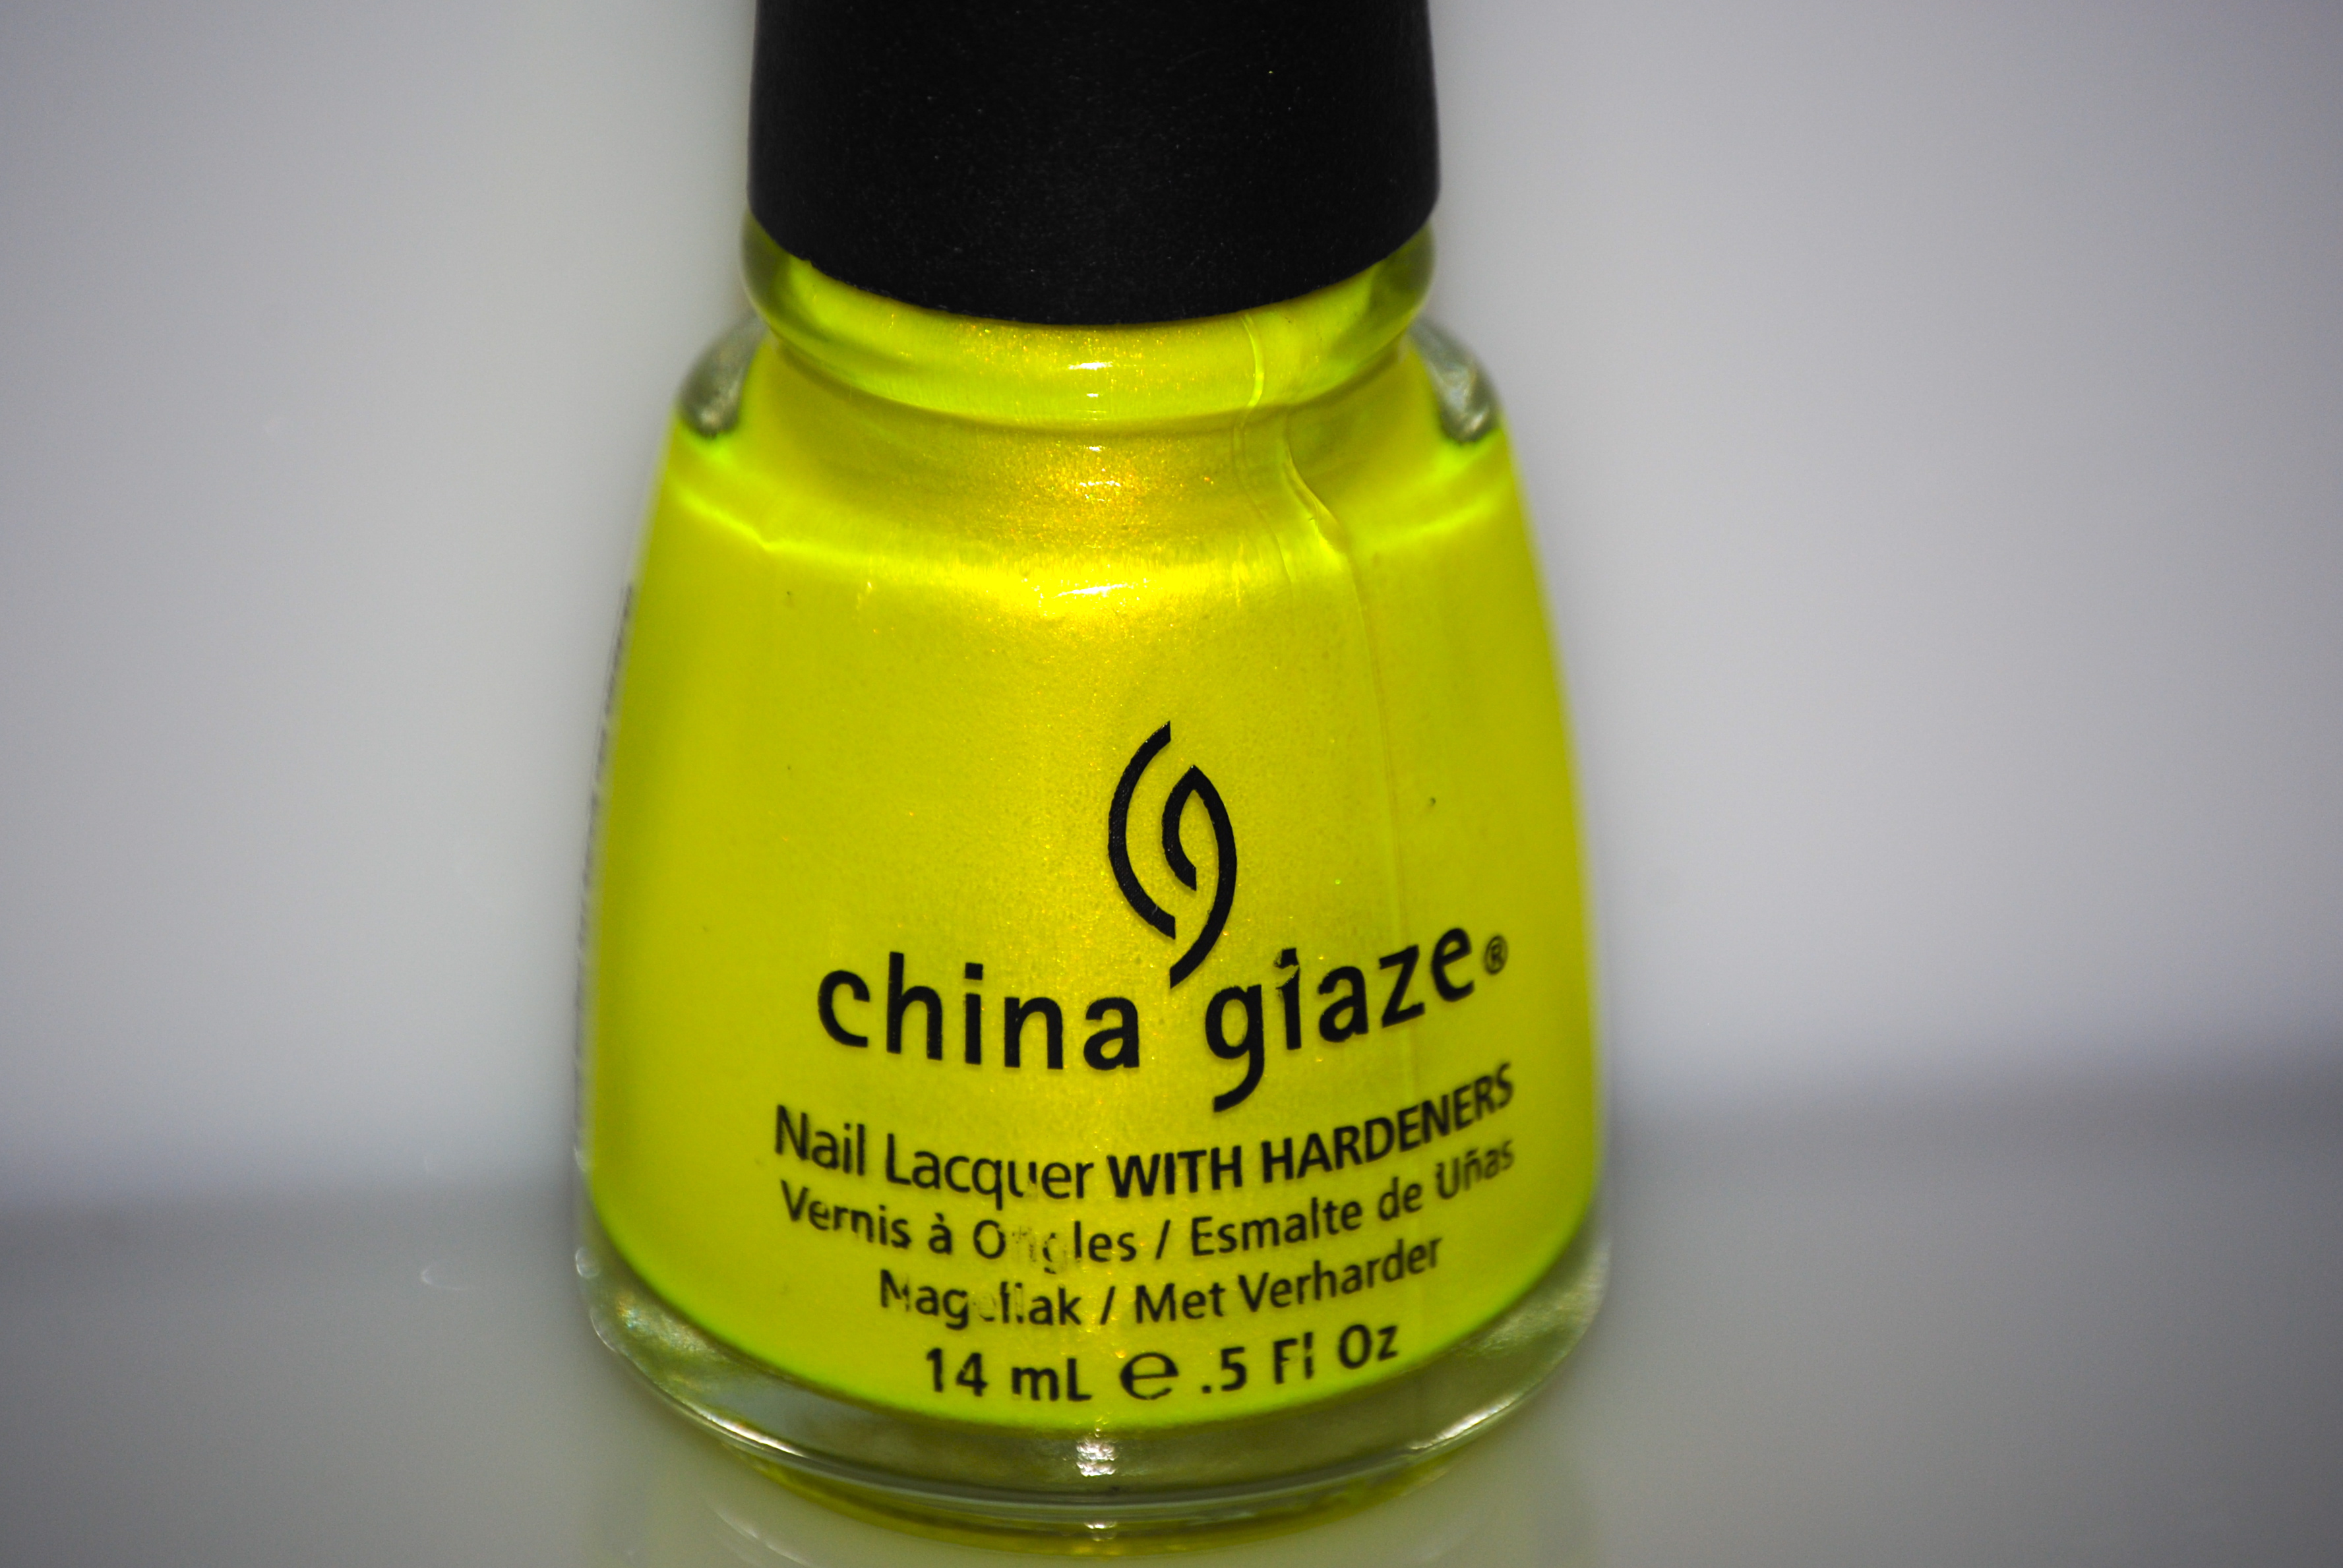 china glaze®
Nail Lacquer WITH HARDENERS
Vernis à Ongles / Esmalte de Uñas
Nagellak / Met Verharder
14 mL ℮ .5 Fl Oz